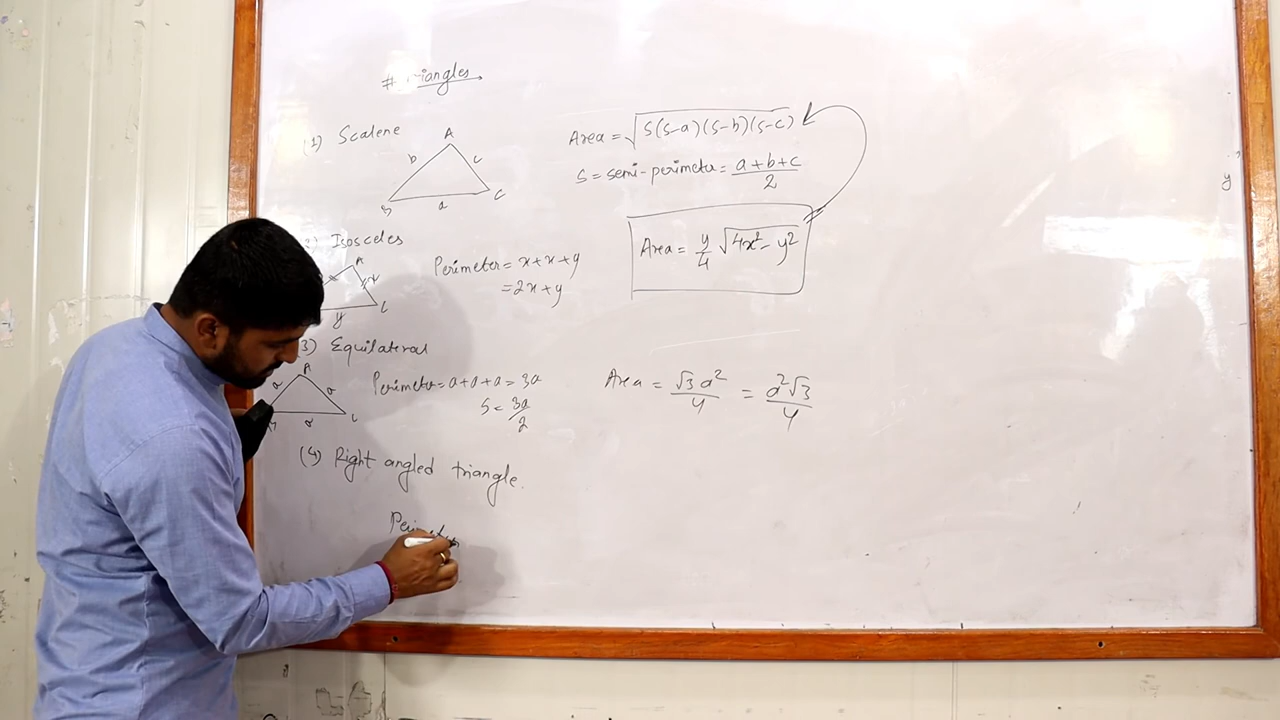 # Triangles
(1) Scalene
A
b c
B a C
Area = √s(s-a)(s-b)(s-c)
S = semi-perimeter = a+b+c/2
Isosceles
A
x
y C
Perimeter = x+x+y
= 2x+y
Area = y/4 √4x²-y²
3) Equilateral
A
a a
a C
Perimeter = a+a+a = 3a
S = 3a/2
Area = √3 a²/4 = a²√3/4
(4) Right angled triangle.
y